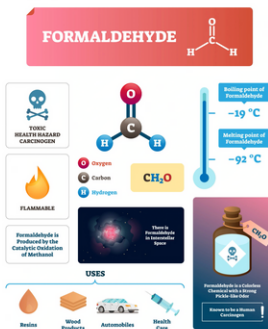 FORMALDEHYDE
O
C
H
H
TOXIC
HEALTH HAZARD
CARCINOGEN
O
C
H
H
Boiling point of
Formaldehyde
–19 °C
Melting point of
Formaldehyde
–92 °C
O Oxygen
C Carbon
H Hydrogen
CH₂O
FLAMMABLE
Formaldehyde is
Produced by the
Catalytic Oxidation
of Methanol
There is
Formaldehyde
in Interstellar
Space
CH₂O
Formaldehyde is a Colorless
Chemical with a Strong
Pickle-like Odor
Known to be a Human
Carcinogen
USES
Resins
Wood
Products
Automobiles
Health
Care